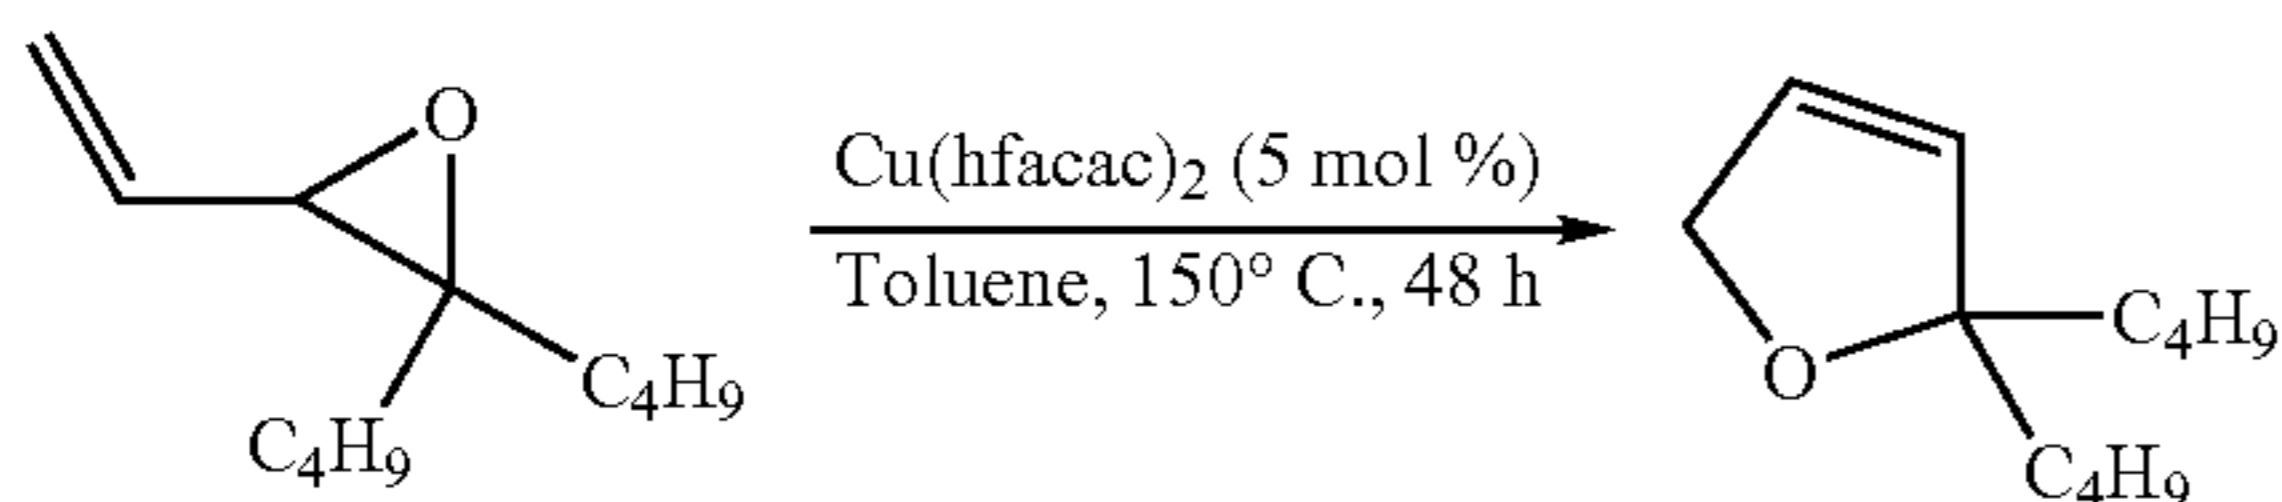 O
Cu(hfacac)₂ (5 mol %)
Toluene, 150° C., 48 h
C₄H₉
C₄H₉
O
C₄H₉
C₄H₉